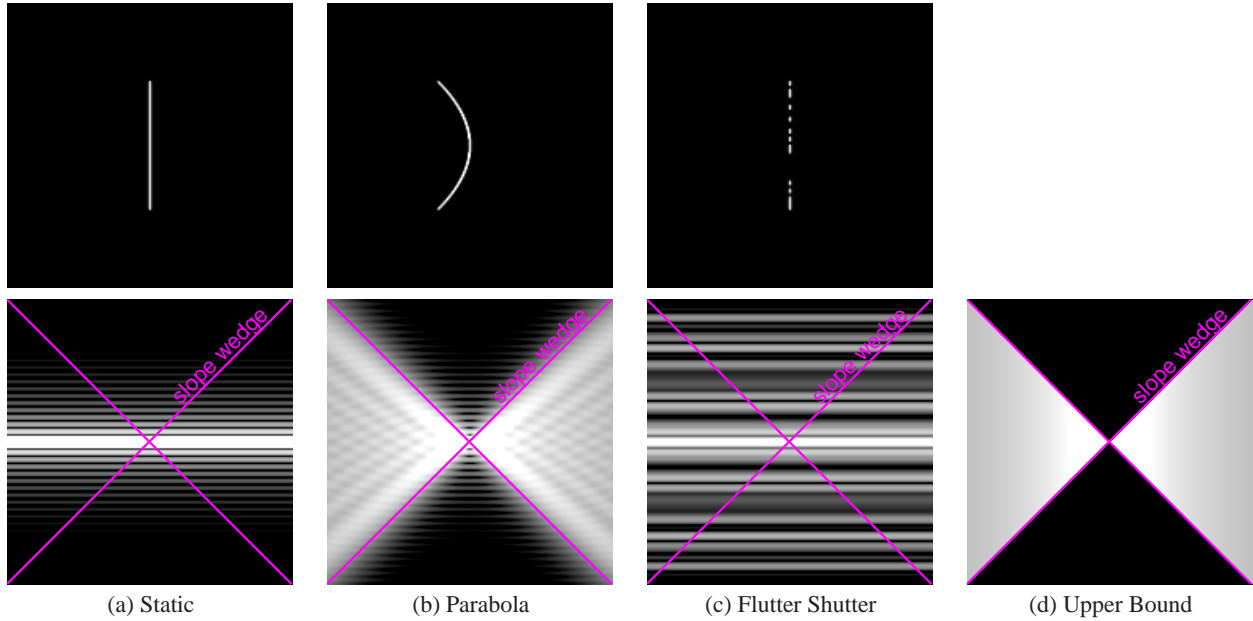 slope wedge
slope wedge
slope wedge
slope wedge
(a) Static
(b) Parabola
(c) Flutter Shutter
(d) Upper Bound